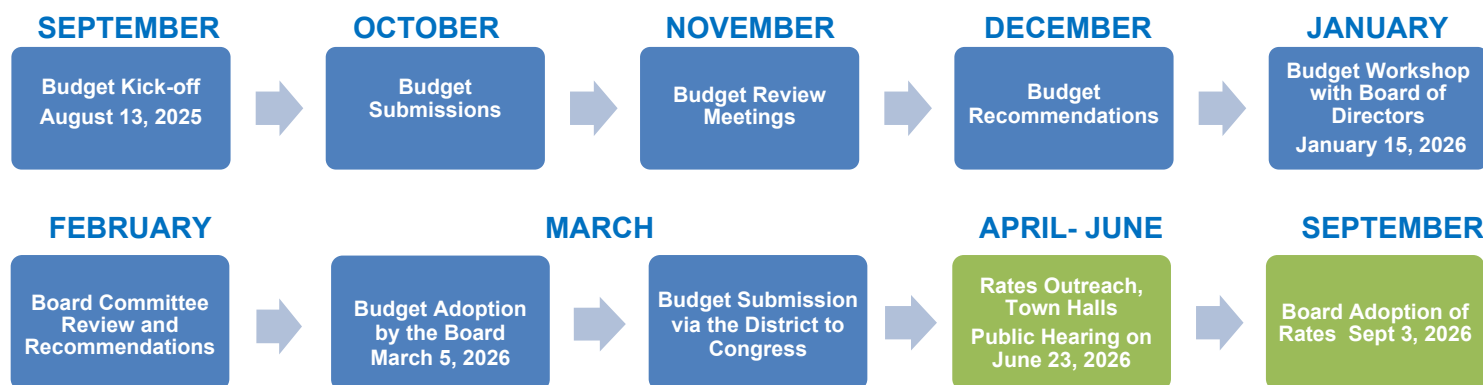 SEPTEMBER
Budget Kick-off
August 13, 2025
OCTOBER
Budget
Submissions
NOVEMBER
Budget Review
Meetings
DECEMBER
Budget
Recommendations
JANUARY
Budget Workshop
with Board of
Directors
January 15, 2026
FEBRUARY
Board Committee
Review and
Recommendations
MARCH
Budget Adoption
by the Board
March 5, 2026
Budget Submission
via the District to
Congress
APRIL- JUNE
Rates Outreach,
Town Halls
Public Hearing on
June 23, 2026
SEPTEMBER
Board Adoption of
Rates Sept 3, 2026